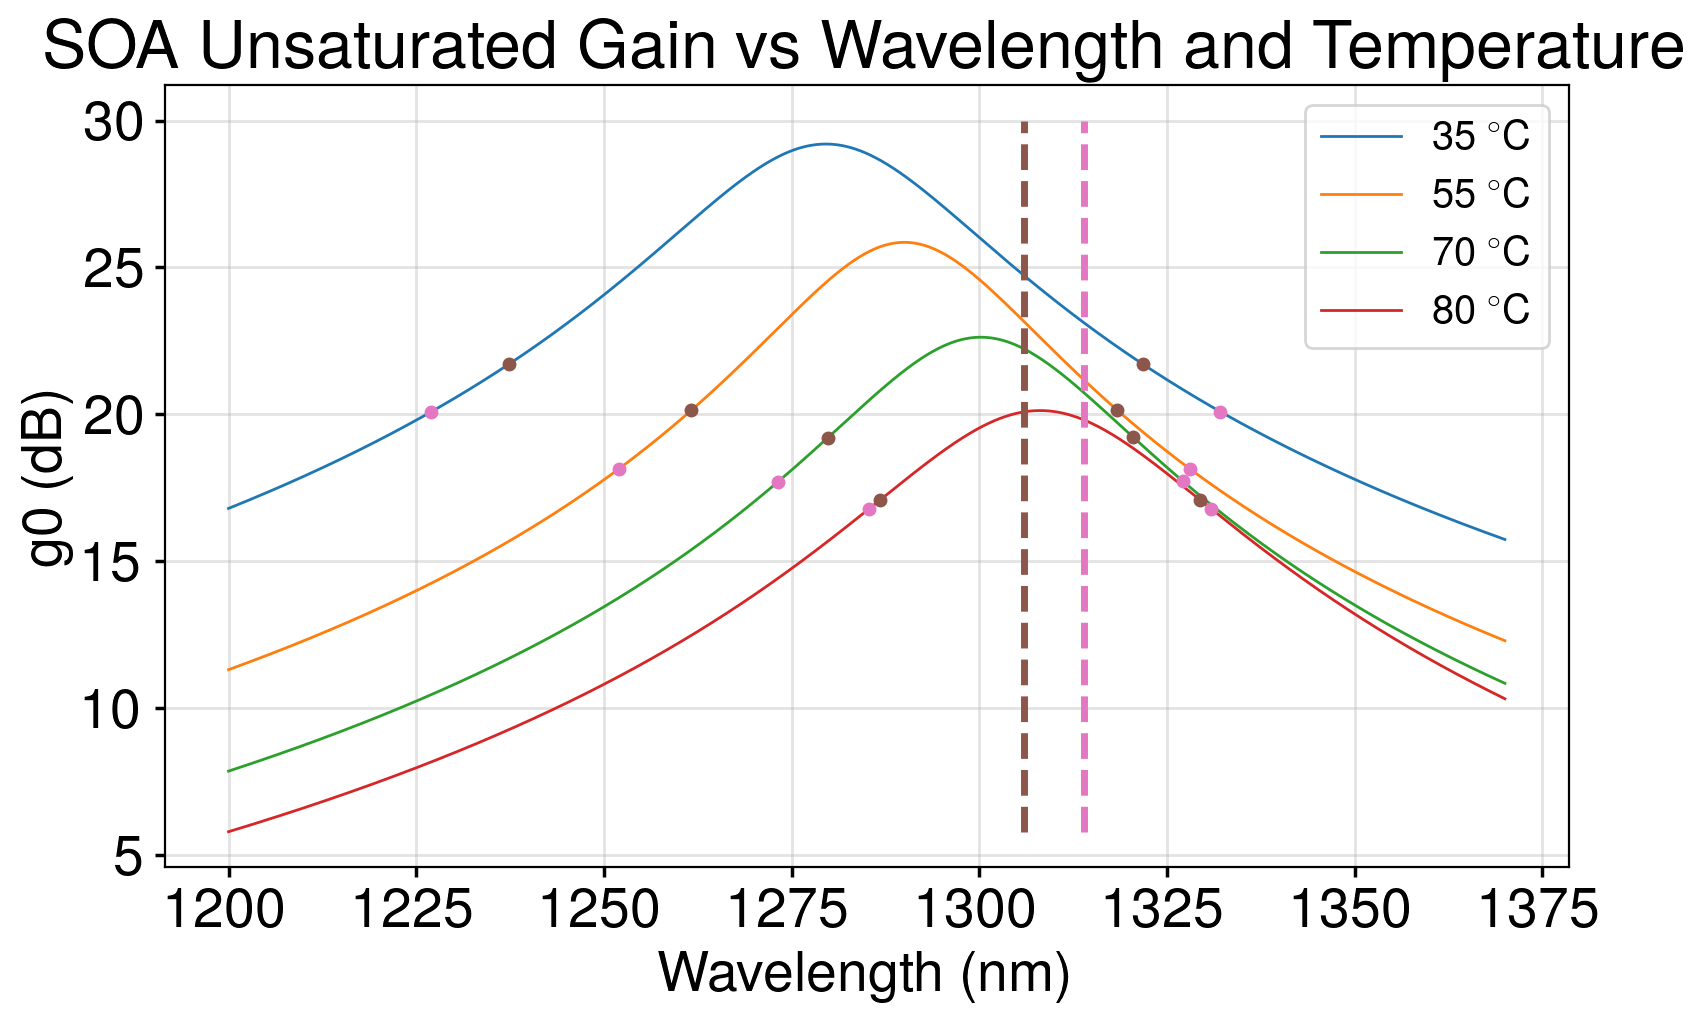 SOA Unsaturated Gain vs Wavelength and Temperature
30
25
20
15
10
5
g0 (dB)
35 °C
55 °C
70 °C
80 °C
1200 1225 1250 1275 1300 1325 1350 1375
Wavelength (nm)